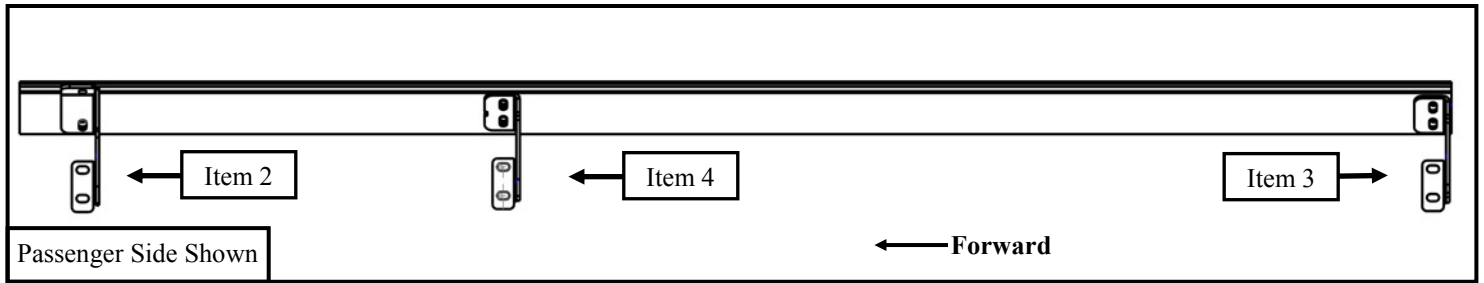 Item 2
Item 4
Item 3
Forward
Passenger Side Shown